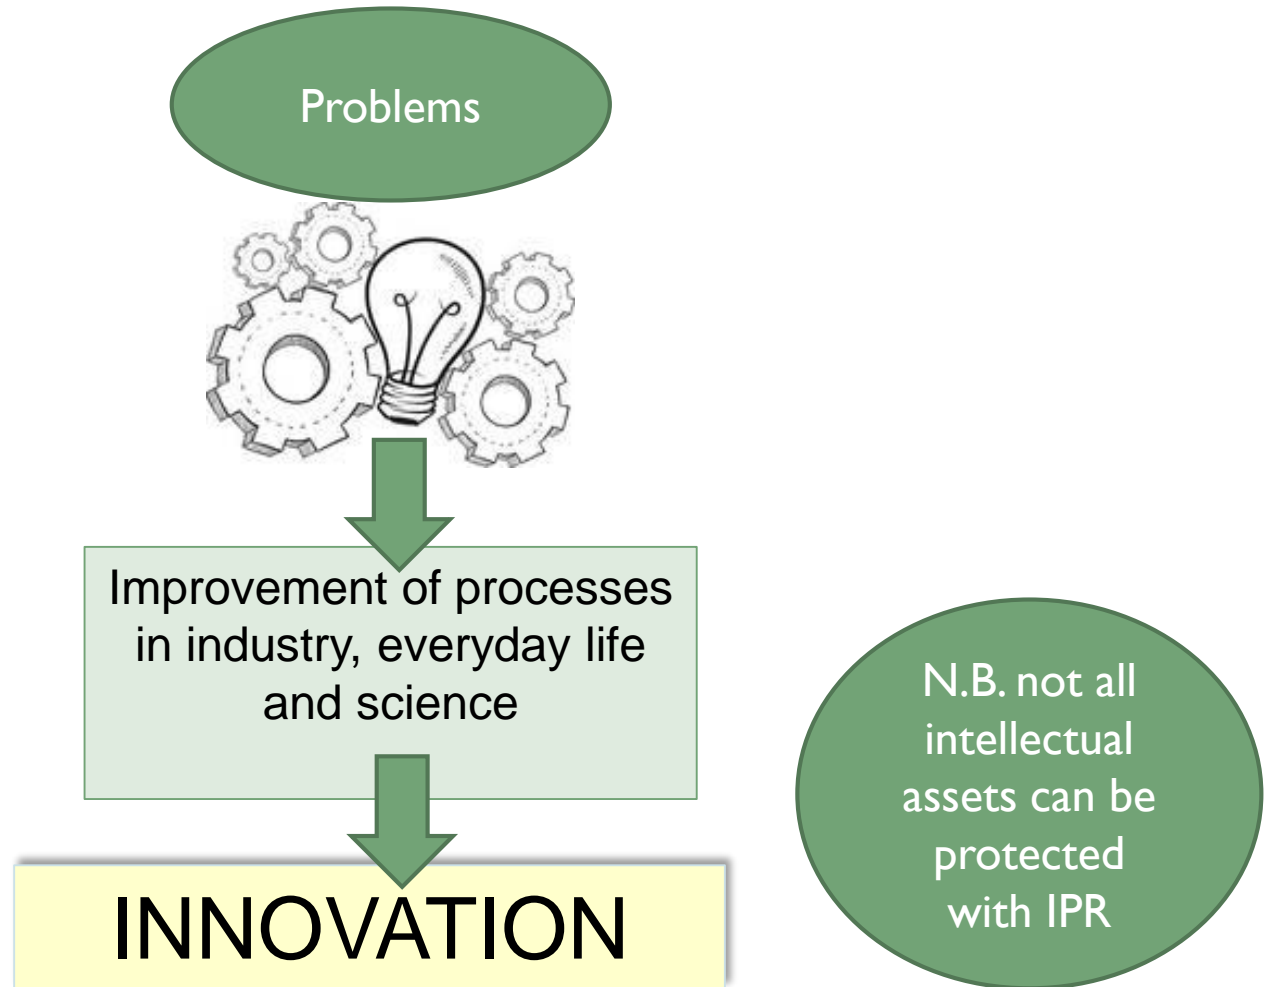 Problems
Improvement of processes
in industry, everyday life
and science
INNOVATION
N.B. not all
intellectual
assets can be
protected
with IPR